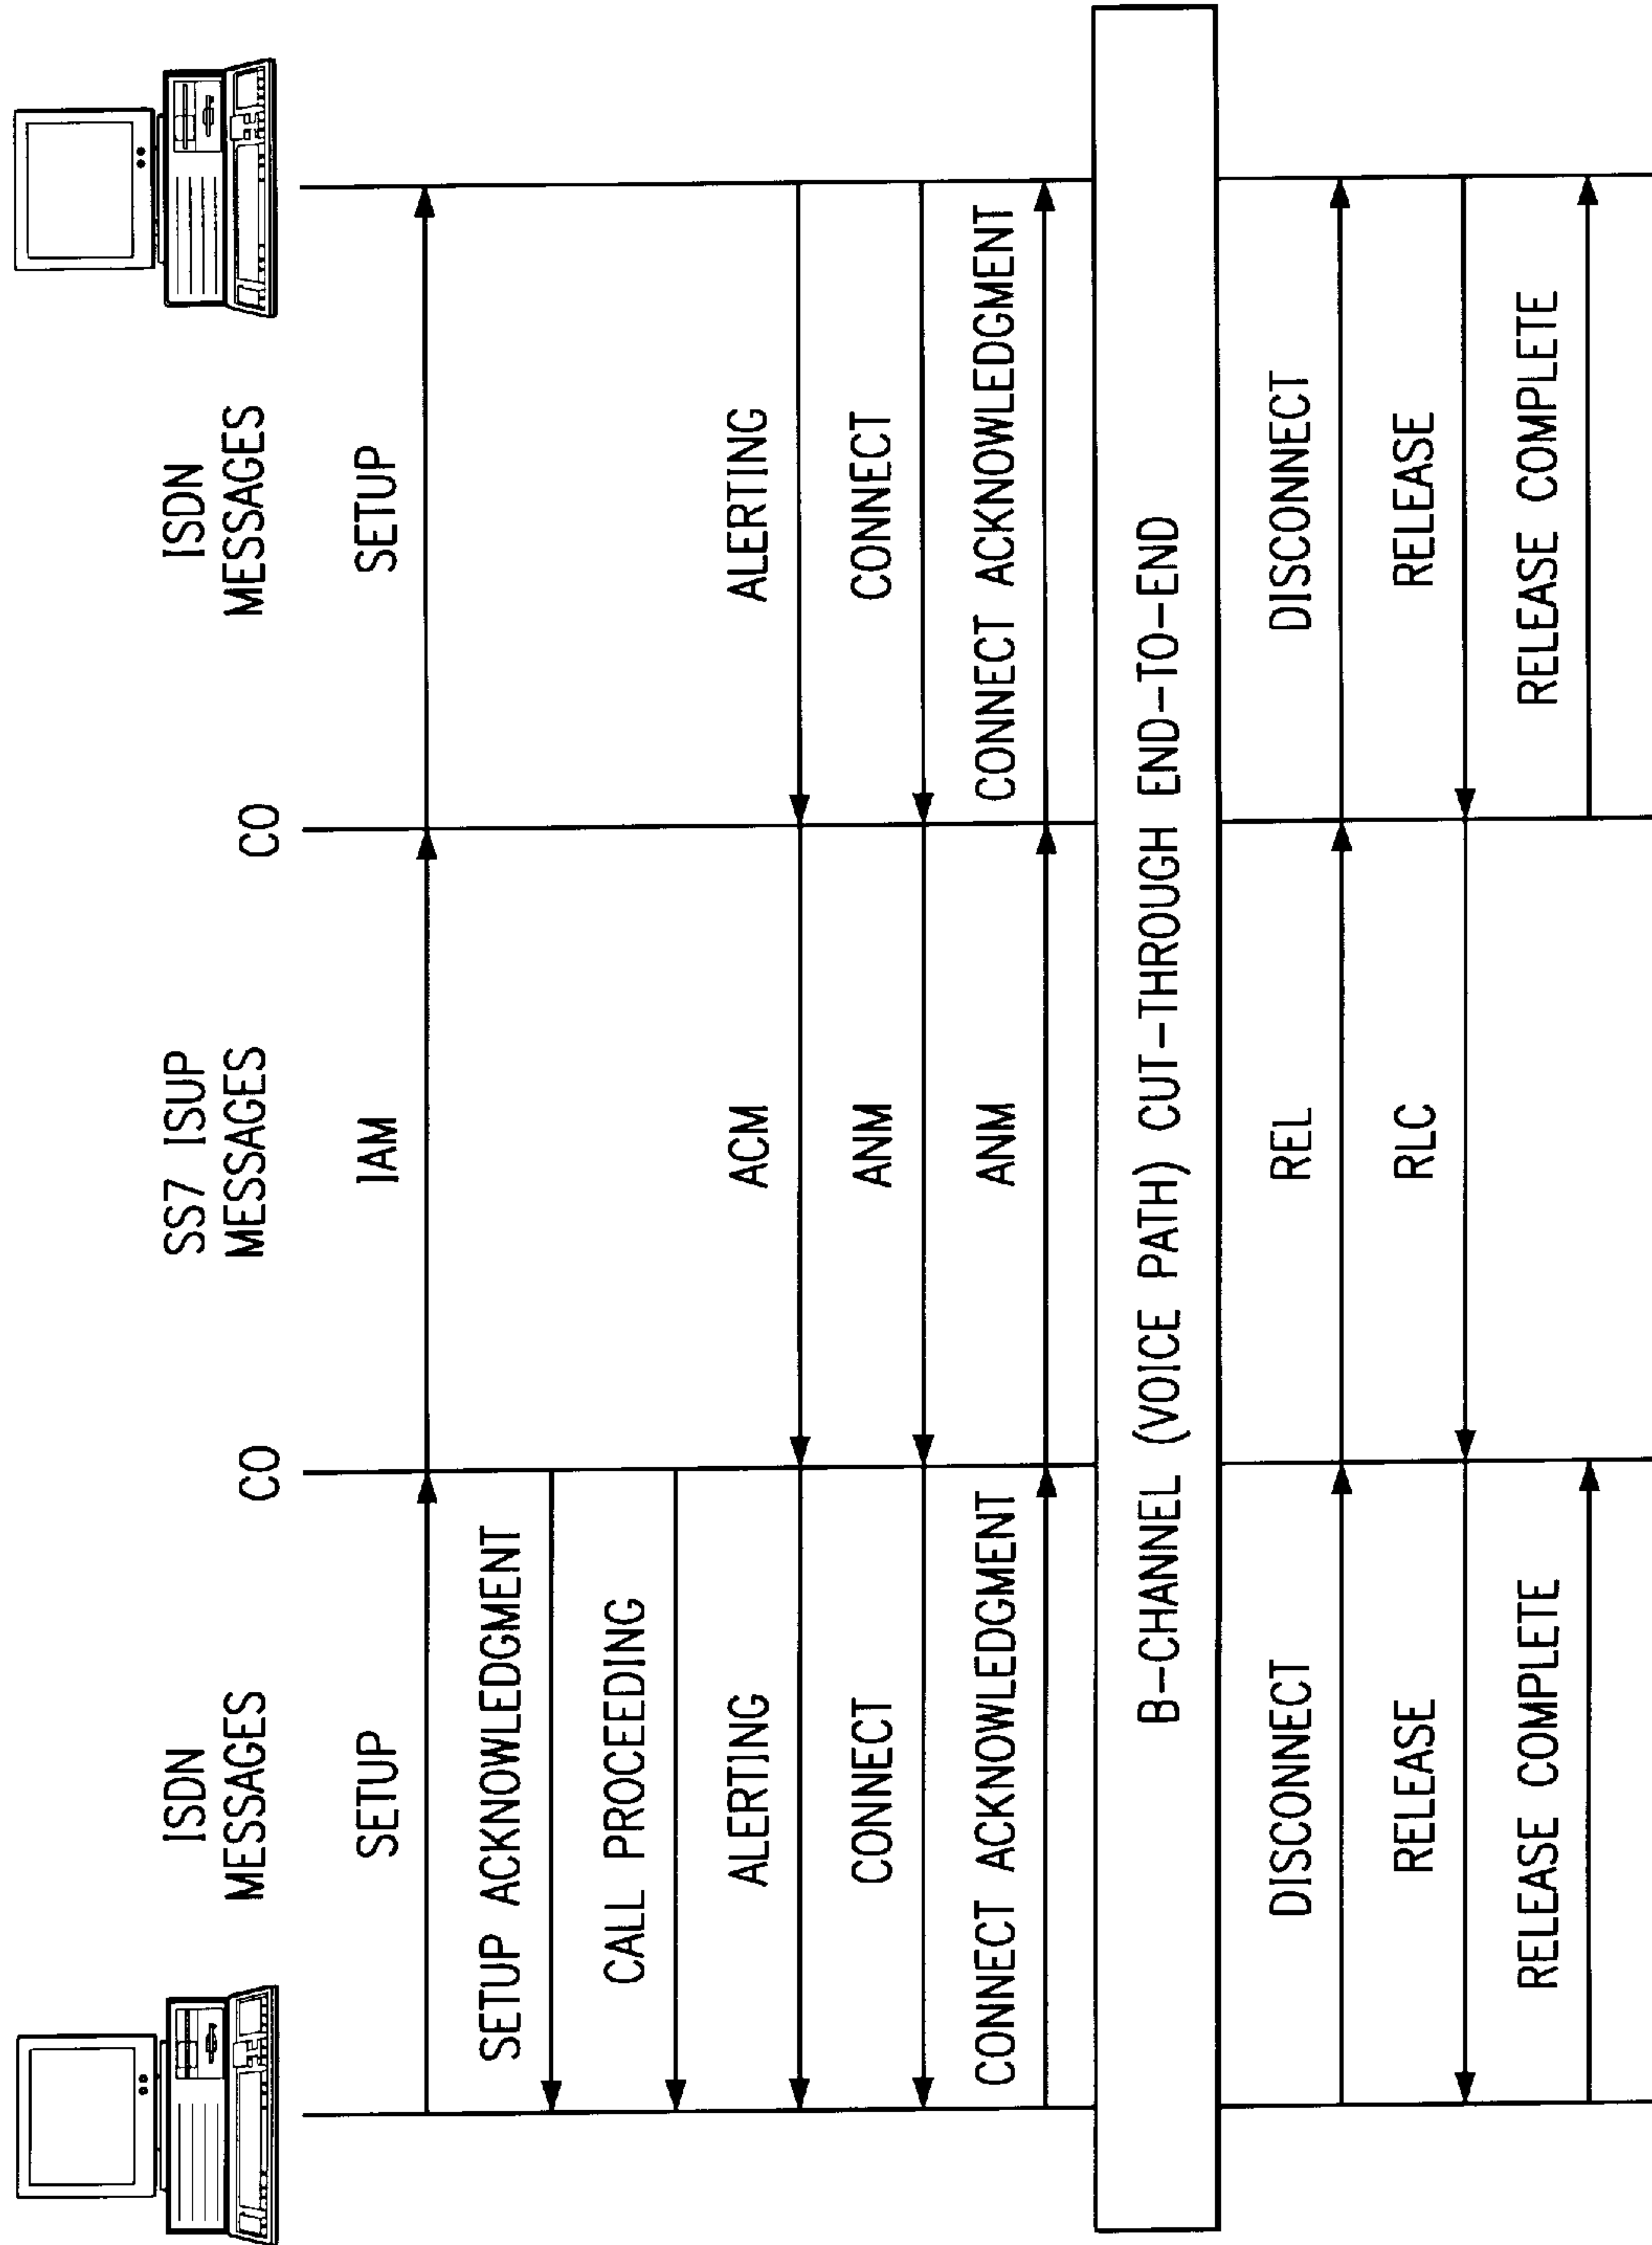 ISDN
MESSAGES
CO
SS7 ISUP
MESSAGES
CO
ISDN
MESSAGES
SETUP
IAM
SETUP
SETUP ACKNOWLEDGMENT
CALL PROCEEDING
ALERTING
ACM
ALERTING
CONNECT
ANM
CONNECT
CONNECT ACKNOWLEDGMENT
ANM
CONNECT ACKNOWLEDGMENT
B-CHANNEL (VOICE PATH) CUT-THROUGH END-TO-END
DISCONNECT
REL
DISCONNECT
RELEASE
RLC
RELEASE
RELEASE COMPLETE
RELEASE COMPLETE